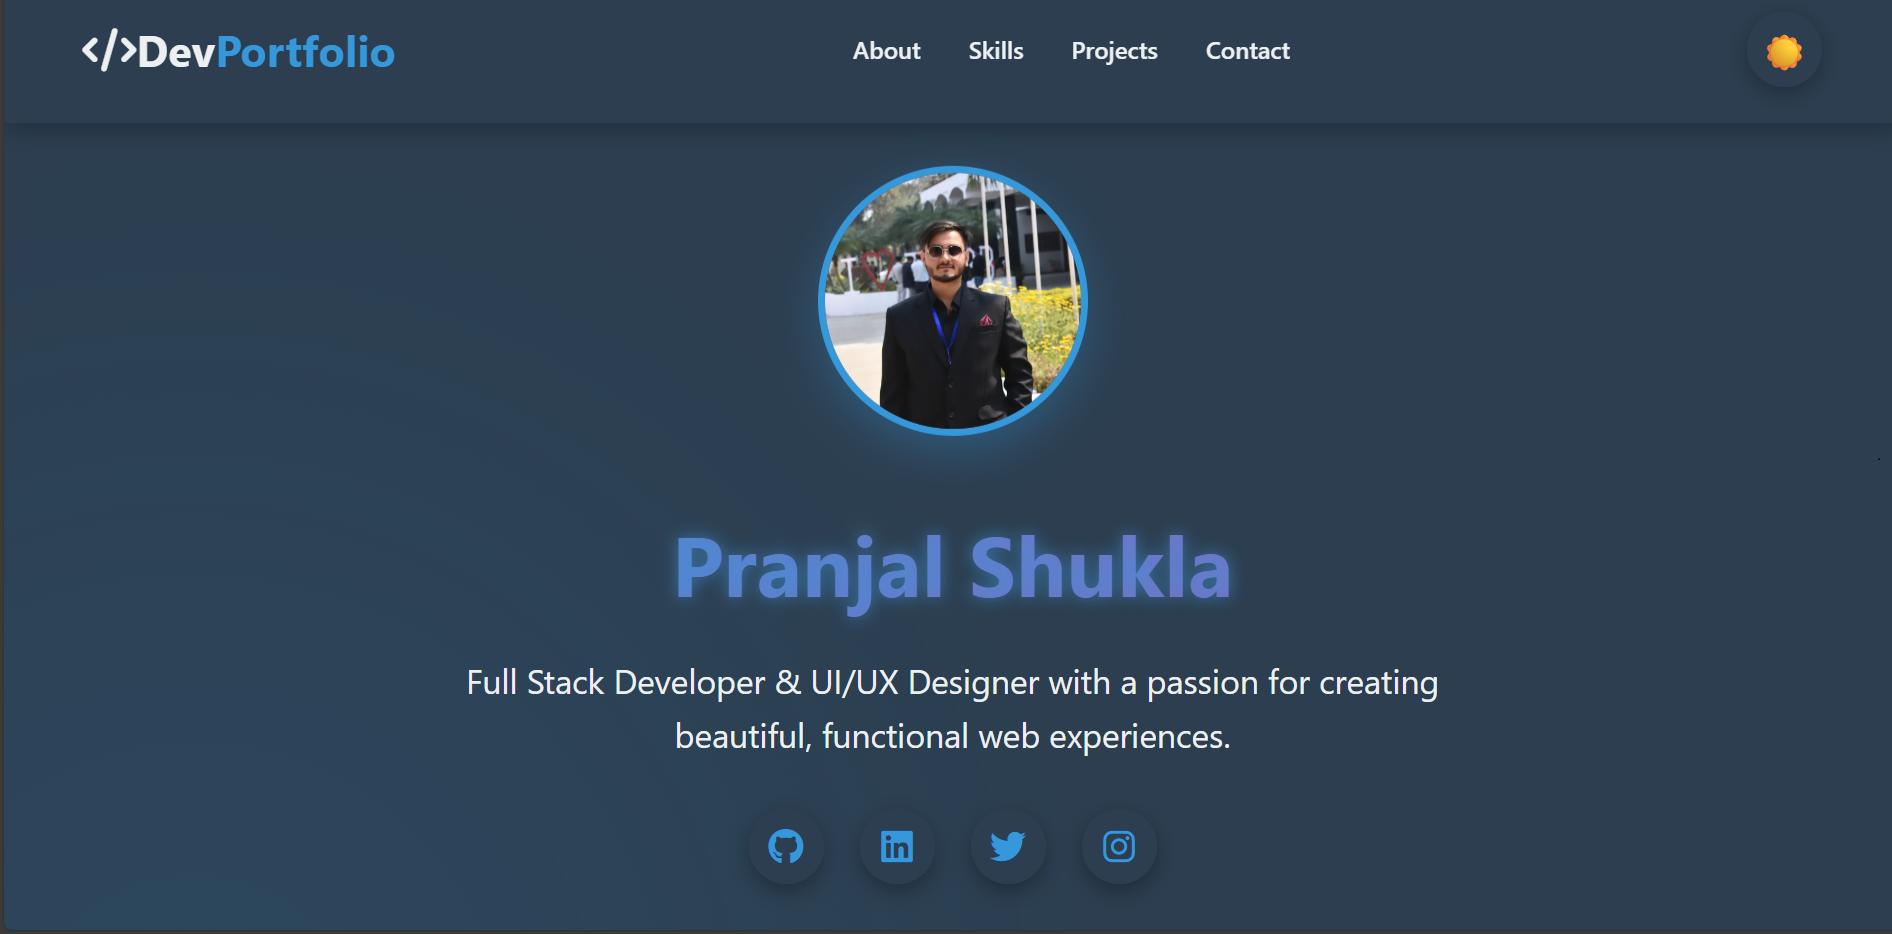 </>DevPortfolio
About
Skills
Projects
Contact
Pranjal Shukla
Full Stack Developer & UI/UX Designer with a passion for creating
beautiful, functional web experiences.
in